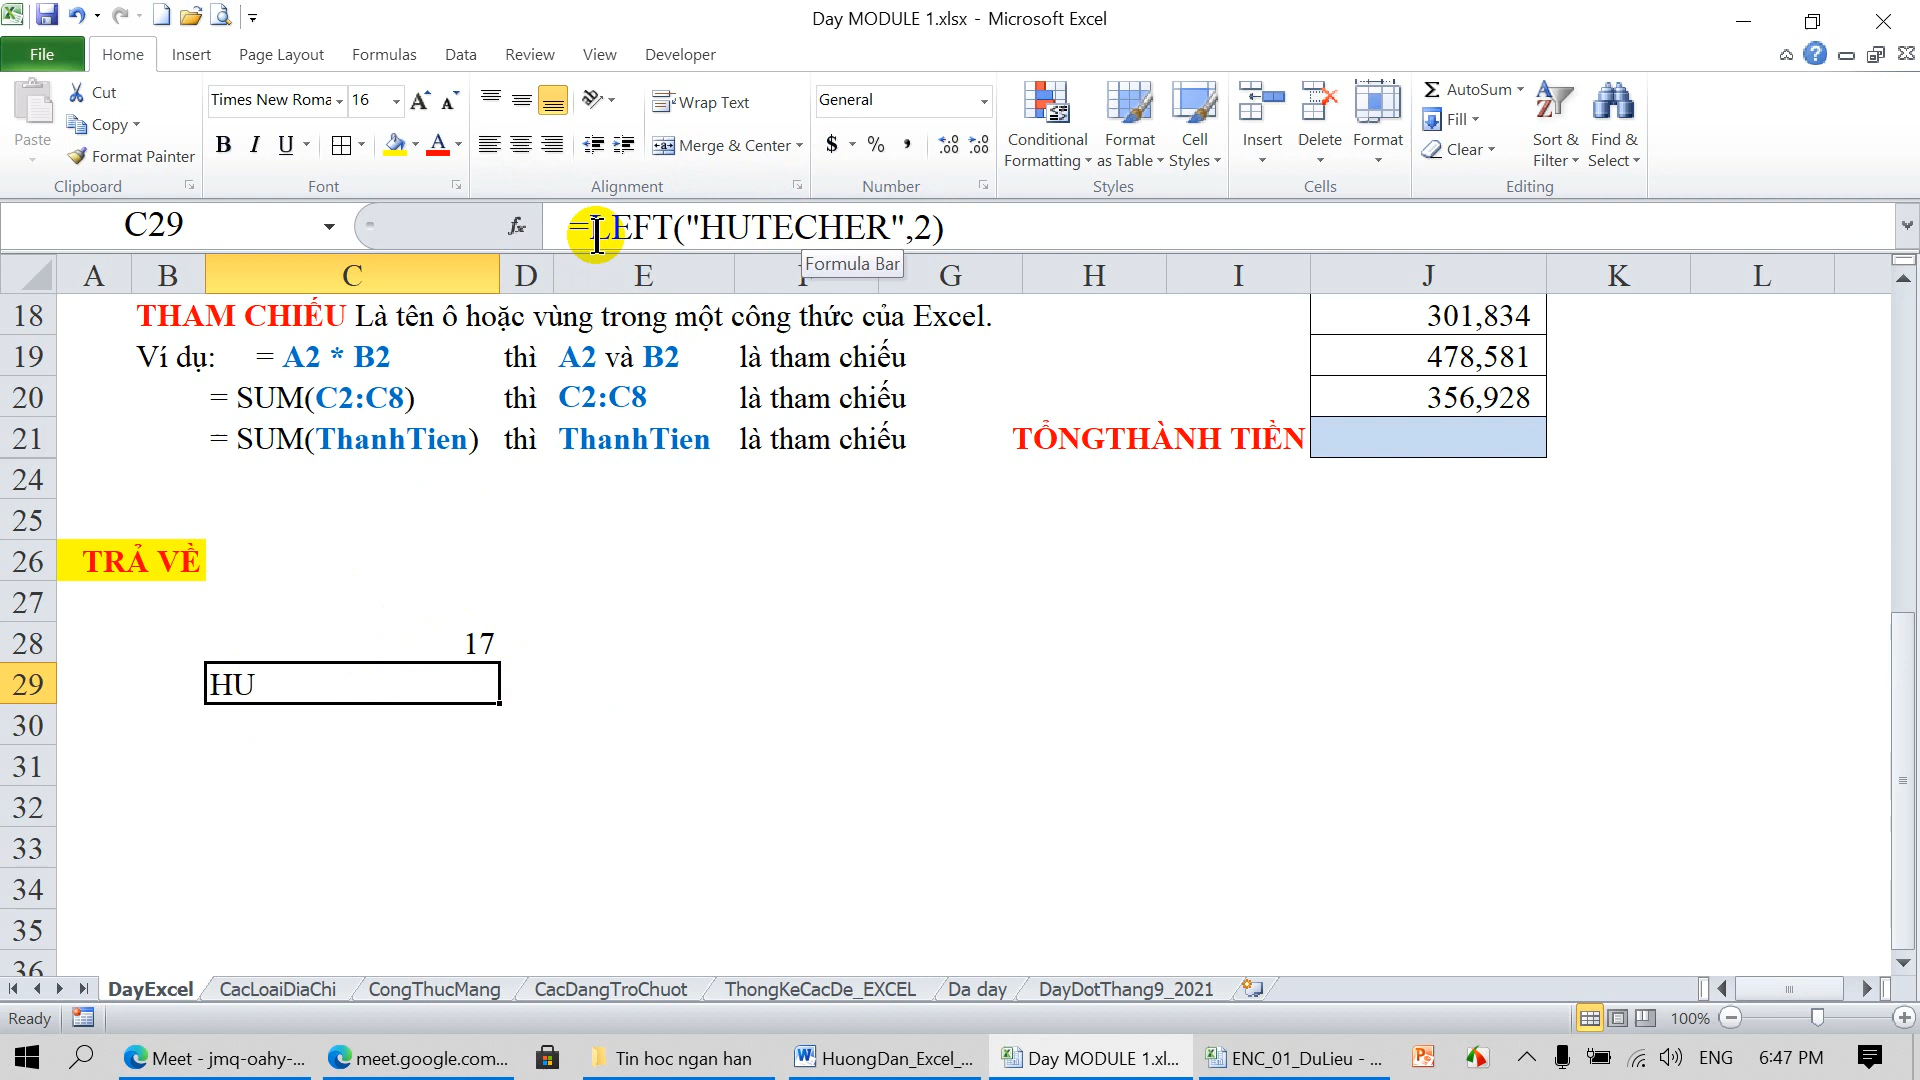 Day MODULE 1.xlsx - Microsoft Excel
File Home Insert Page Layout Formulas Data Review View Developer
Cut
Copy
Format Painter
Paste
Clipboard
Times New Roma 16
B I U
Font
Wrap Text
Merge & Center
Alignment
General
$ % ,
Number
Conditional Formatting
Format as Table
Cell Styles
Styles
Insert Delete Format
Cells
AutoSum
Fill
Clear
Sort & Filter
Find & Select
Editing
C29 fx =LEFT("HUTECHER",2)
Formula Bar
A B C D E F G H I J K L
18 THAM CHIẾU Là tên ô hoặc vùng trong một công thức của Excel. 301,834
19 Ví dụ: = A2 * B2 thì A2 và B2 là tham chiếu 478,581
20 = SUM(C2:C8) thì C2:C8 là tham chiếu 356,928
21 = SUM(ThanhTien) thì ThanhTien là tham chiếu TỔNGTHÀNH TIỀN
24
25
26 TRẢ VỀ
27
28 17
29 HU
30
31
32
33
34
35
36
DayExcel CacLoaiDiaChi CongThucMang CacDangTroChuot ThongKeCacDe_EXCEL Da day DayDotThang9_2021
Ready 100%
Meet - jmq-oahy-... meet.google.com... Tin hoc ngan han HuongDan_Excel_... Day MODULE 1.xl... ENC_01_DuLieu - ... ENG 6:47 PM